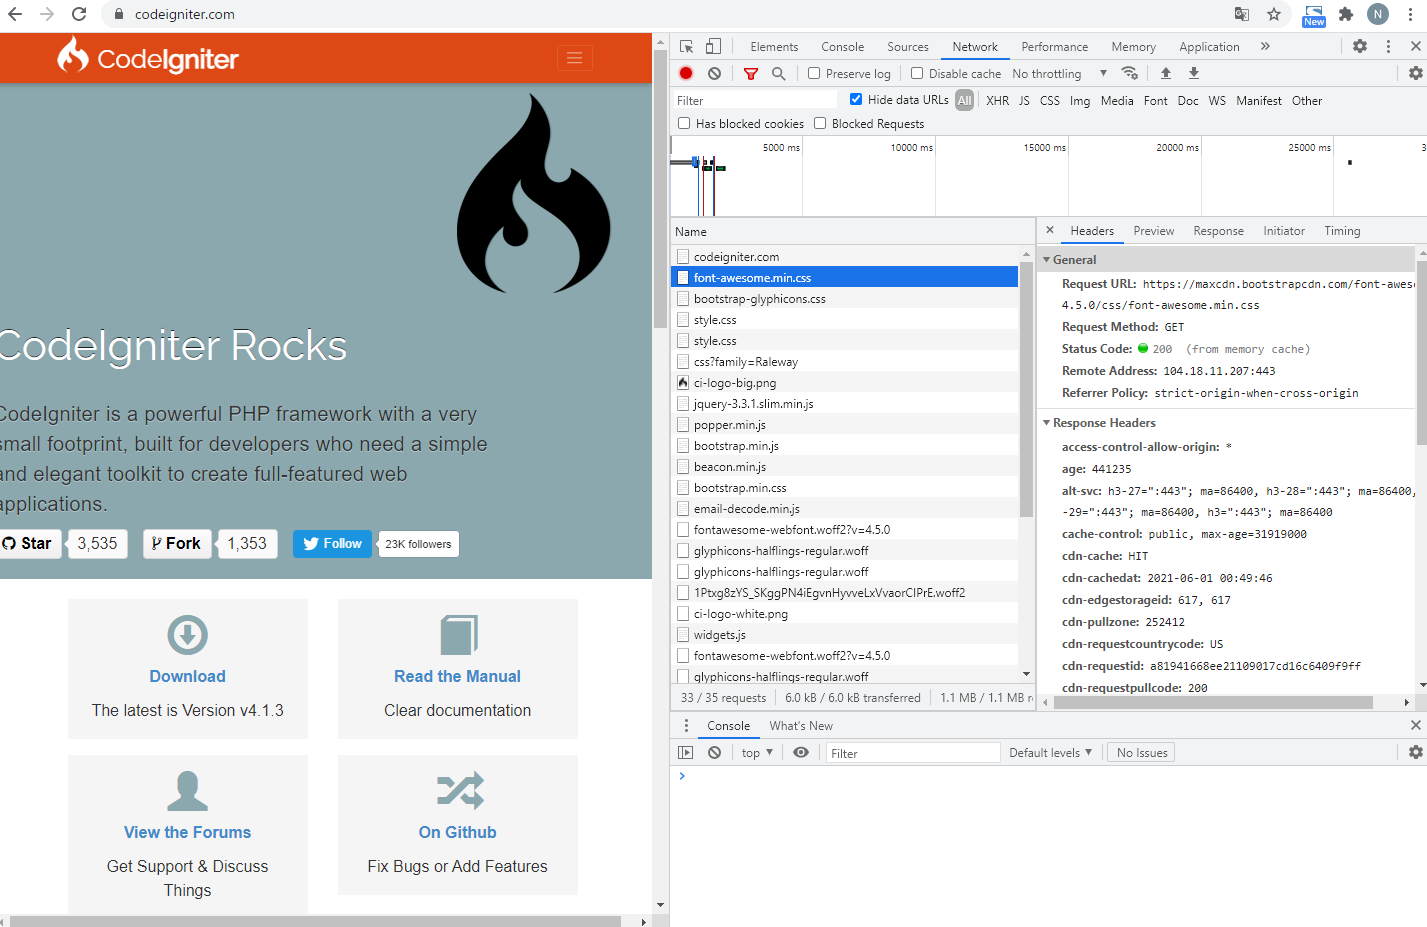 codeigniter.com
New
N
CodeIgniter
CodeIgniter Rocks
CodeIgniter is a powerful PHP framework with a very
small footprint, built for developers who need a simple
and elegant toolkit to create full-featured web
applications.
Star
3,535
Fork
1,353
Follow
23K followers
Download
The latest is Version v4.1.3
Read the Manual
Clear documentation
View the Forums
Get Support & Discuss
Things
On Github
Fix Bugs or Add Features
Elements Console Sources Network Performance Memory Application »
Preserve log Disable cache No throttling
Filter Hide data URLs All XHR JS CSS Img Media Font Doc WS Manifest Other
Has blocked cookies Blocked Requests
5000 ms 10000 ms 15000 ms 20000 ms 25000 ms 3
Name
codeigniter.com
font-awesome.min.css
bootstrap-glyphicons.css
style.css
style.css
css?family=Raleway
ci-logo-big.png
jquery-3.3.1.slim.min.js
popper.min.js
bootstrap.min.js
beacon.min.js
bootstrap.min.css
email-decode.min.js
fontawesome-webfont.woff2?v=4.5.0
glyphicons-halflings-regular.woff
glyphicons-halflings-regular.woff
1Ptxg8zYS_SKggPN4iEgvnHyvveLxVvaorCIPrE.woff2
ci-logo-white.png
widgets.js
fontawesome-webfont.woff2?v=4.5.0
glyphicons-halflings-regular.woff
33 / 35 requests 6.0 kB / 6.0 kB transferred 1.1 MB / 1.1 MB r
Headers Preview Response Initiator Timing
General
Request URL: https://maxcdn.bootstrapcdn.com/font-awes
4.5.0/css/font-awesome.min.css
Request Method: GET
Status Code: 200 (from memory cache)
Remote Address: 104.18.11.207:443
Referrer Policy: strict-origin-when-cross-origin
Response Headers
access-control-allow-origin: *
age: 441235
alt-svc: h3-27=":443"; ma=86400, h3-28=":443"; ma=86400,
-29=":443"; ma=86400, h3=":443"; ma=86400
cache-control: public, max-age=31919000
cdn-cache: HIT
cdn-cachedat: 2021-06-01 00:49:46
cdn-edgestorageid: 617, 617
cdn-pullzone: 252412
cdn-requestcountrycode: US
cdn-requestid: a81941668ee21109017cd16c6409f9ff
cdn-requestpullcode: 200
Console What's New
top Filter Default levels No Issues